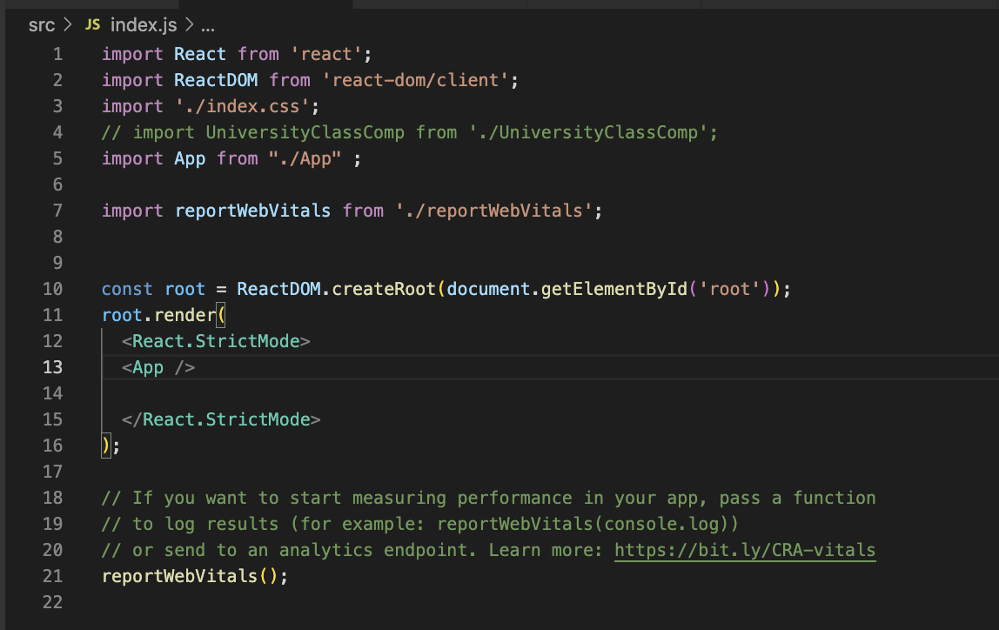 src > JS index.js > ...
1 import React from 'react';
2 import ReactDOM from 'react-dom/client';
3 import './index.css';
4 // import UniversityClassComp from './UniversityClassComp';
5 import App from "./App" ;
6
7 import reportWebVitals from './reportWebVitals';
8
9
10 const root = ReactDOM.createRoot(document.getElementById('root'));
11 root.render(
12   <React.StrictMode>
13   <App />
14
15   </React.StrictMode>
16 );
17
18 // If you want to start measuring performance in your app, pass a function
19 // to log results (for example: reportWebVitals(console.log))
20 // or send to an analytics endpoint. Learn more: https://bit.ly/CRA-vitals
21 reportWebVitals();
22